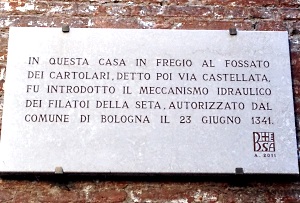 IN QUESTA CASA IN FREGIO AL FOSSATO
DEI CARTOLARI, DETTO POI VIA CASTELLATA,
FU INTRODOTTO IL MECCANISMO IDRAULICO
DEI FILATOI DELLA SETA, AUTORIZZATO DAL
COMUNE DI BOLOGNA IL 23 GIUGNO 1341.
A. 2011